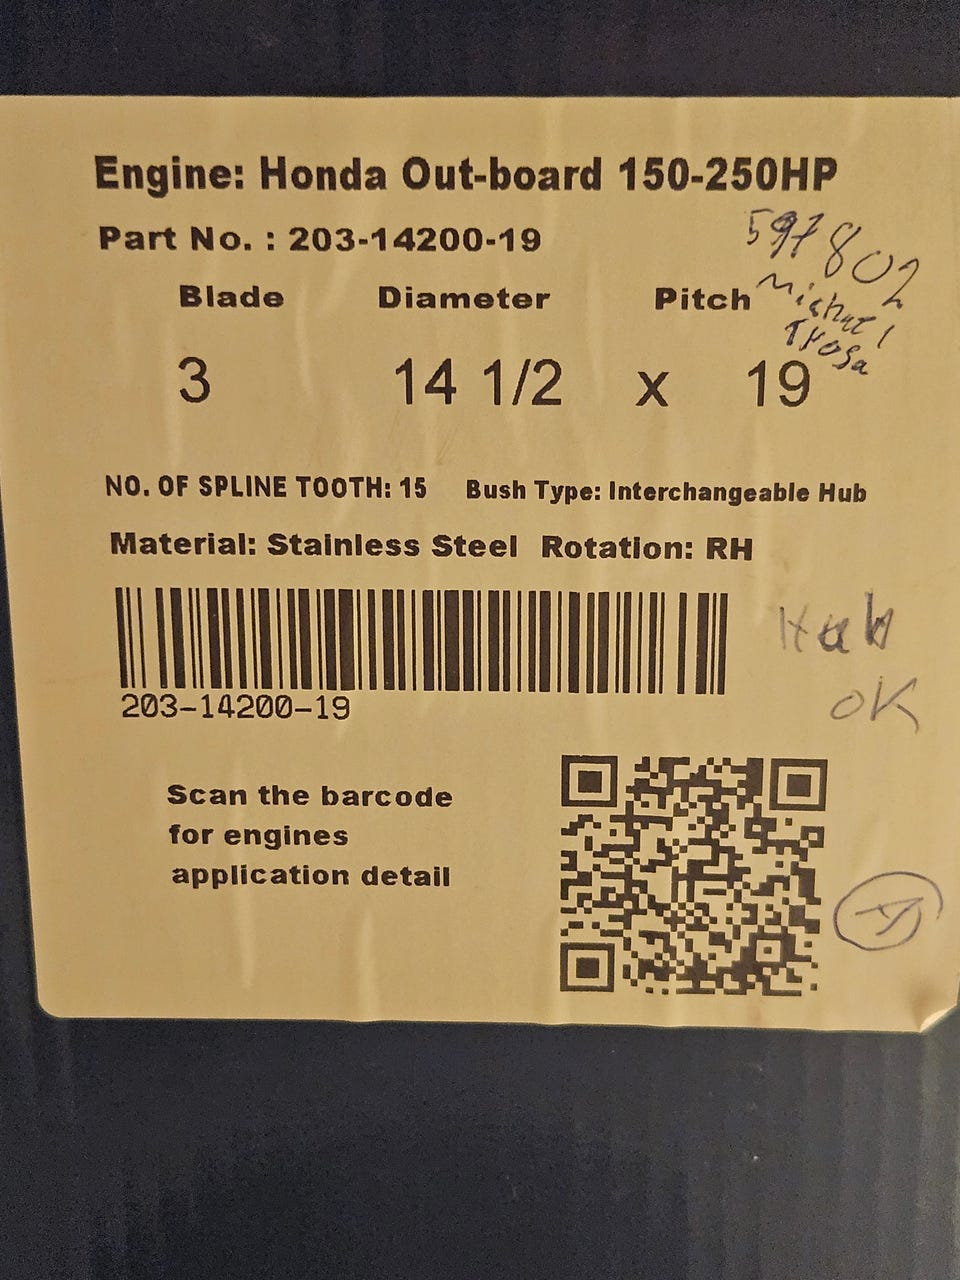 Engine: Honda Out-board 150-250HP
Part No. : 203-14200-19
597802
Michael
Trosa
Blade Diameter Pitch
3 14 1/2 x 19
NO. OF SPLINE TOOTH: 15 Bush Type: Interchangeable Hub
Material: Stainless Steel Rotation: RH
203-14200-19
Hub
OK
Scan the barcode
for engines
application detail